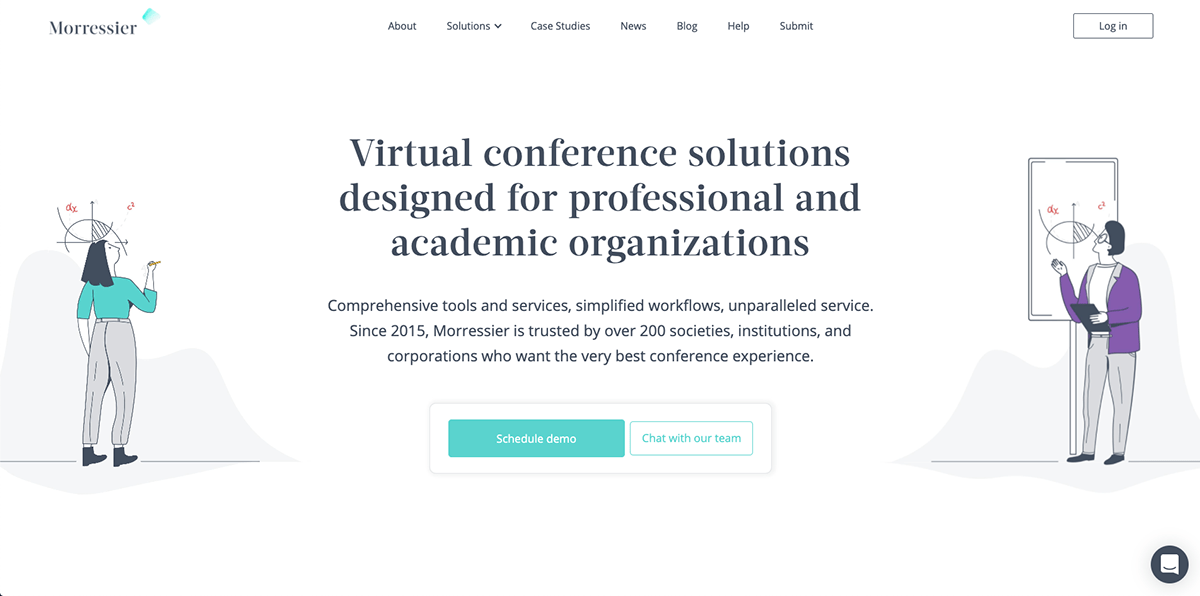 Morressier
About
Solutions
Case Studies
News
Blog
Help
Submit
Log in
Virtual conference solutions
designed for professional and
academic organizations
dx
c²
dx
c²
Comprehensive tools and services, simplified workflows, unparalleled service.
Since 2015, Morressier is trusted by over 200 societies, institutions, and
corporations who want the very best conference experience.
Schedule demo
Chat with our team